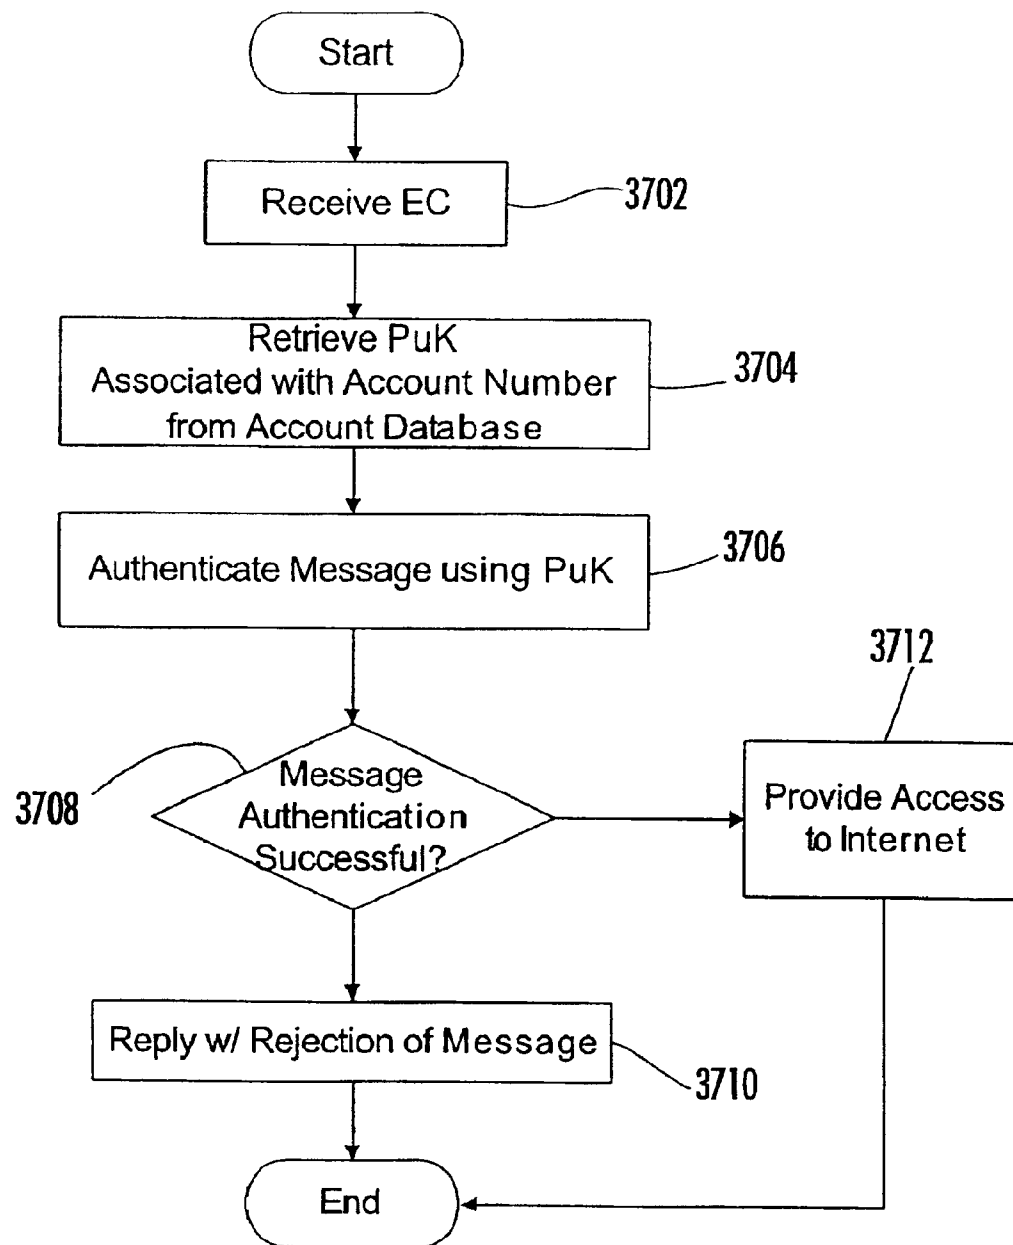 Start
Receive EC
3702
Retrieve PuK
Associated with Account Number
from Account Database
3704
Authenticate Message using PuK
3706
Message
Authentication
Successful?
3708
3712
Provide Access
to Internet
Reply w/ Rejection of Message
3710
End